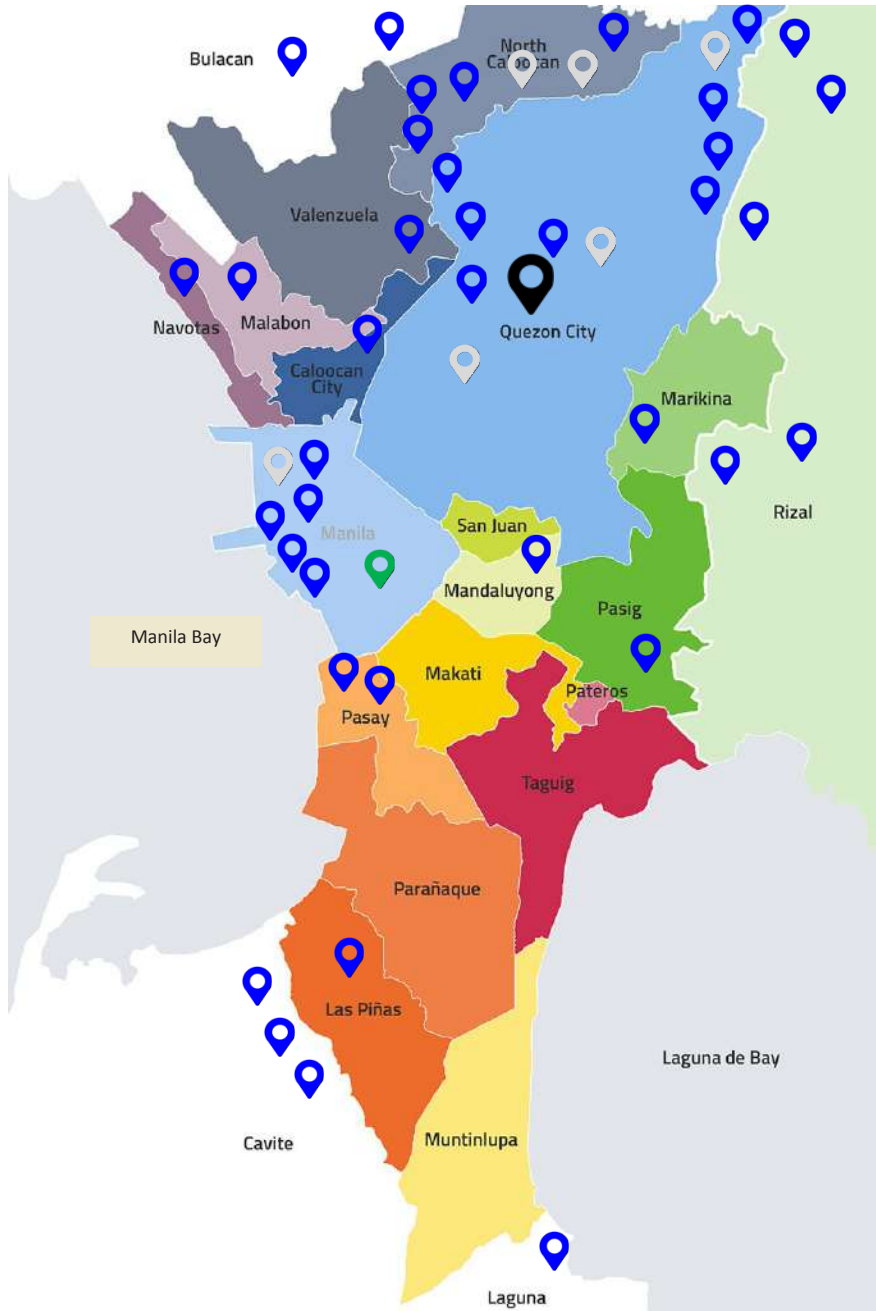 Bulacan
North
Caloocan
Valenzuela
Navotas
Malabon
Quezon City
Caloocan
City
Marikina
Rizal
San Juan
Manila
Mandaluyong
Pasig
Manila Bay
Makati
Pateros
Pasay
Taguig
Parañaque
Las Piñas
Laguna de Bay
Cavite
Muntinlupa
Laguna